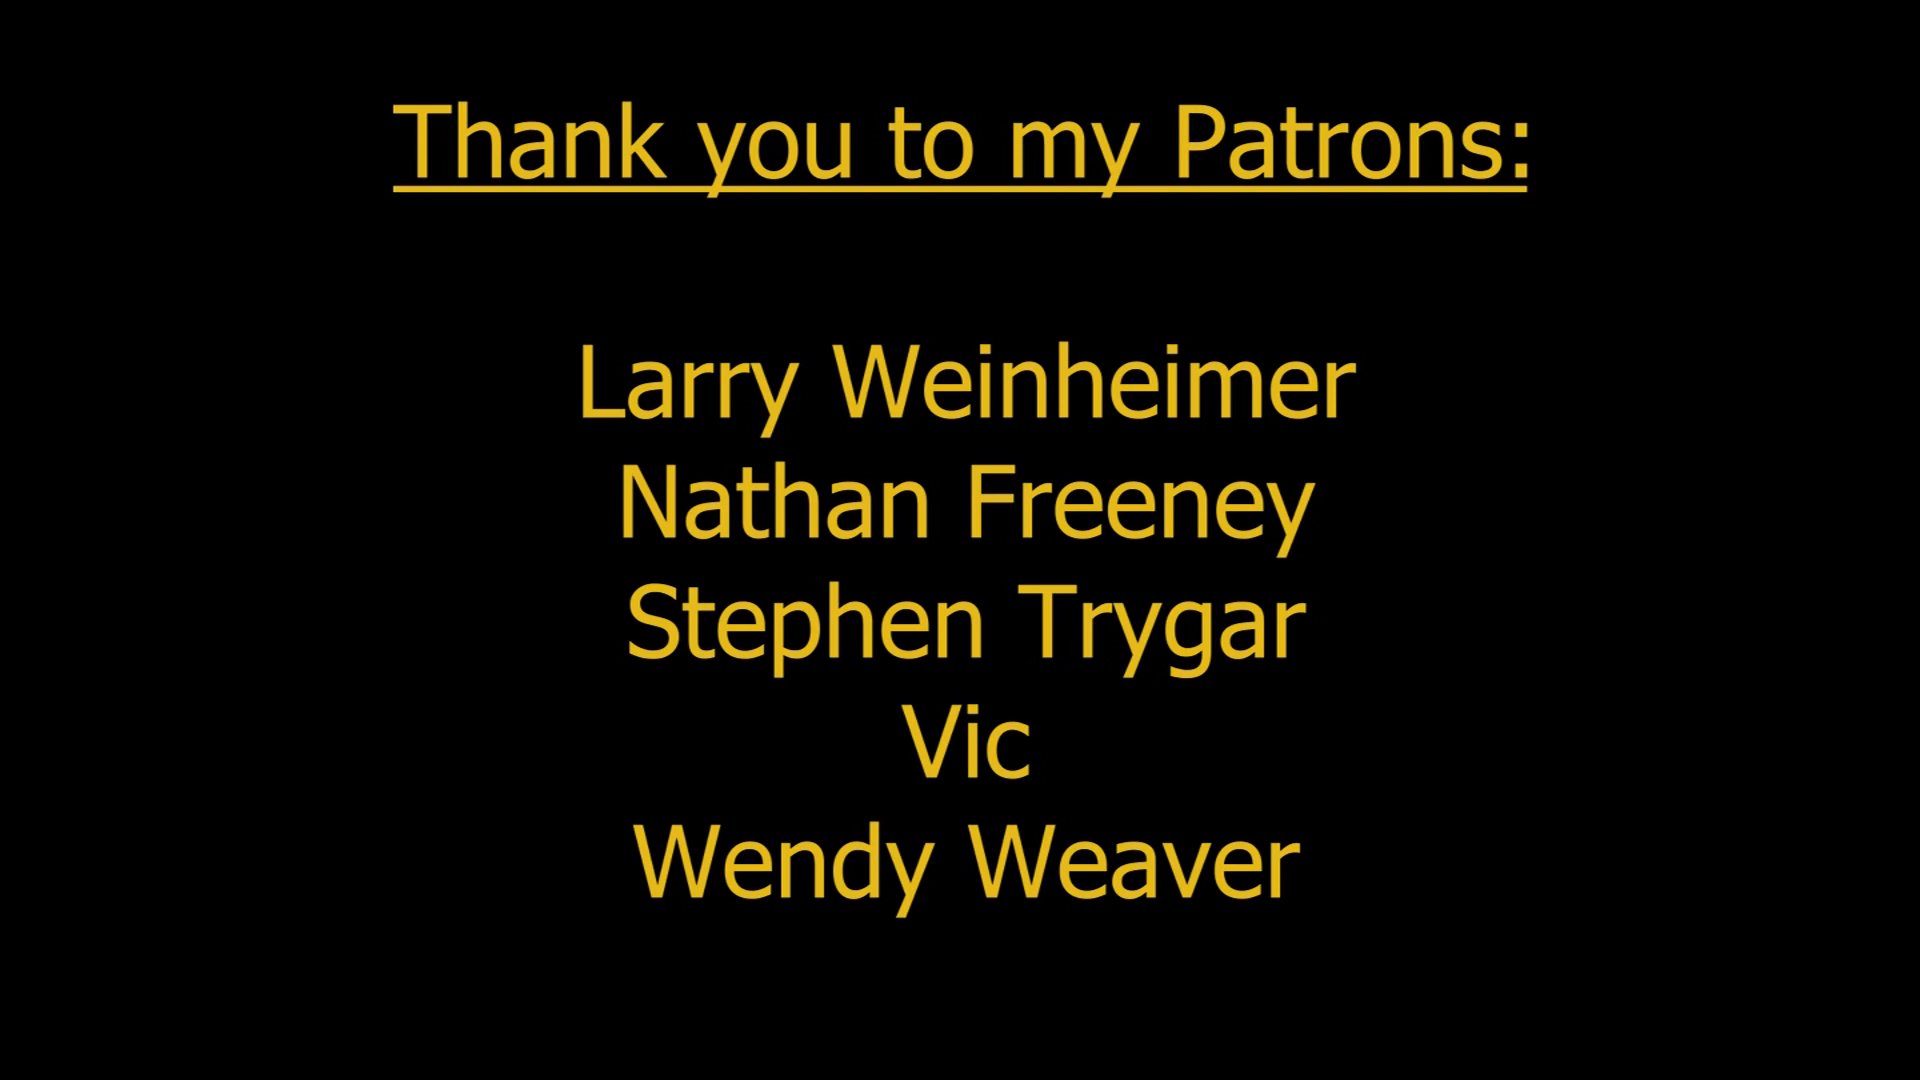 Thank you to my Patrons:
Larry Weinheimer
Nathan Freeney
Stephen Trygar
Vic
Wendy Weaver